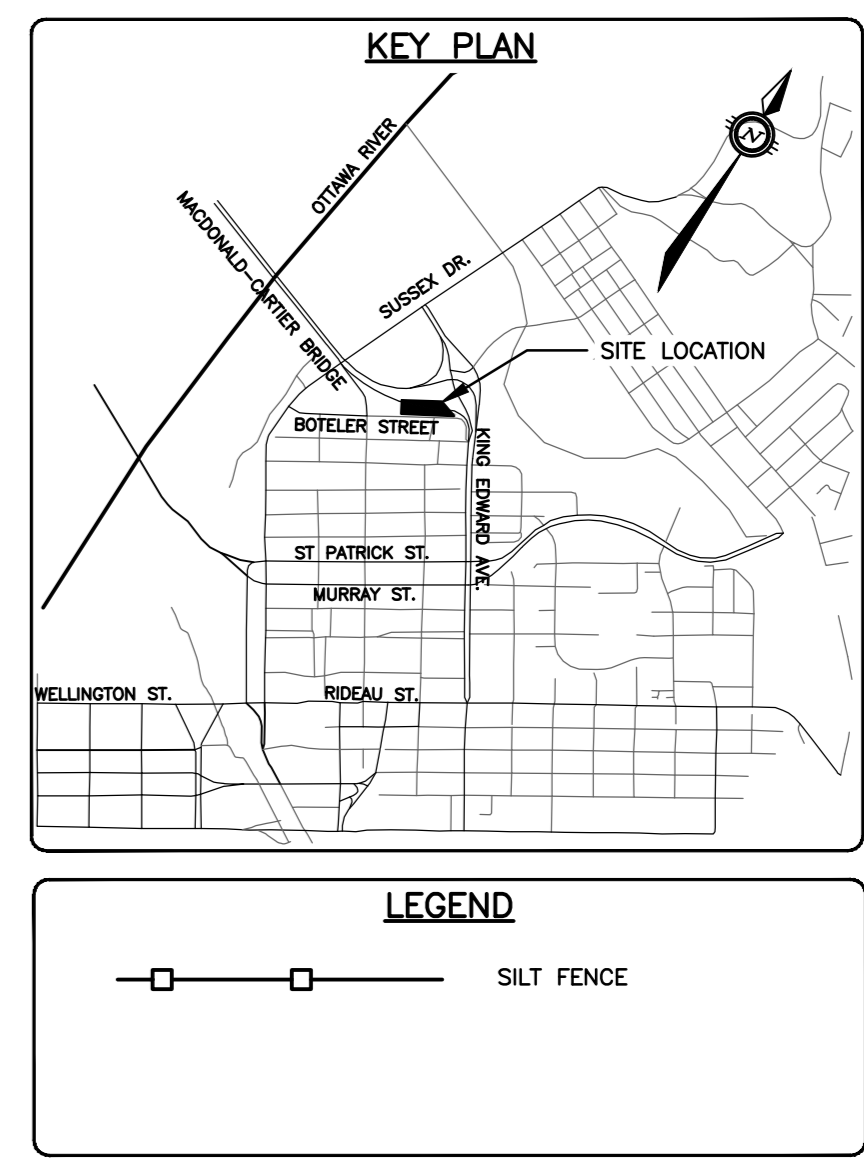 KEY PLAN
OTTAWA RIVER
N
MACDONALD-CARTIER BRIDGE
SUSSEX DR.
SITE LOCATION
BOTELER STREET
KING EDWARD AVE.
ST PATRICK ST.
MURRAY ST.
WELLINGTON ST.
RIDEAU ST.
LEGEND
SILT FENCE